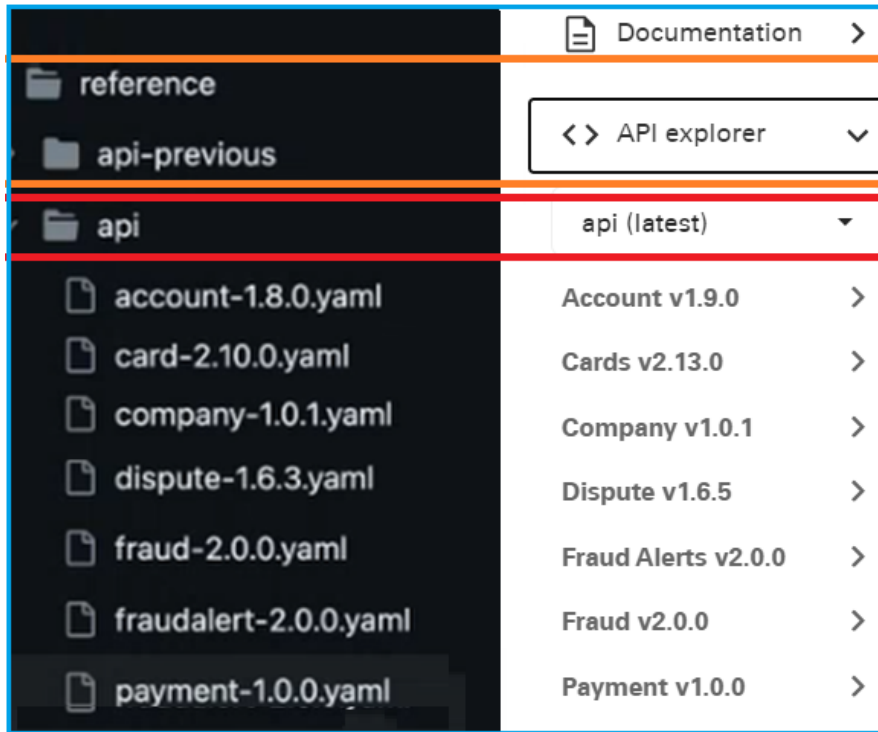 reference
api-previous
api
account-1.8.0.yaml
card-2.10.0.yaml
company-1.0.1.yaml
dispute-1.6.3.yaml
fraud-2.0.0.yaml
fraudalert-2.0.0.yaml
payment-1.0.0.yaml
Documentation
API explorer
api (latest)
Account v1.9.0
Cards v2.13.0
Company v1.0.1
Dispute v1.6.5
Fraud Alerts v2.0.0
Fraud v2.0.0
Payment v1.0.0